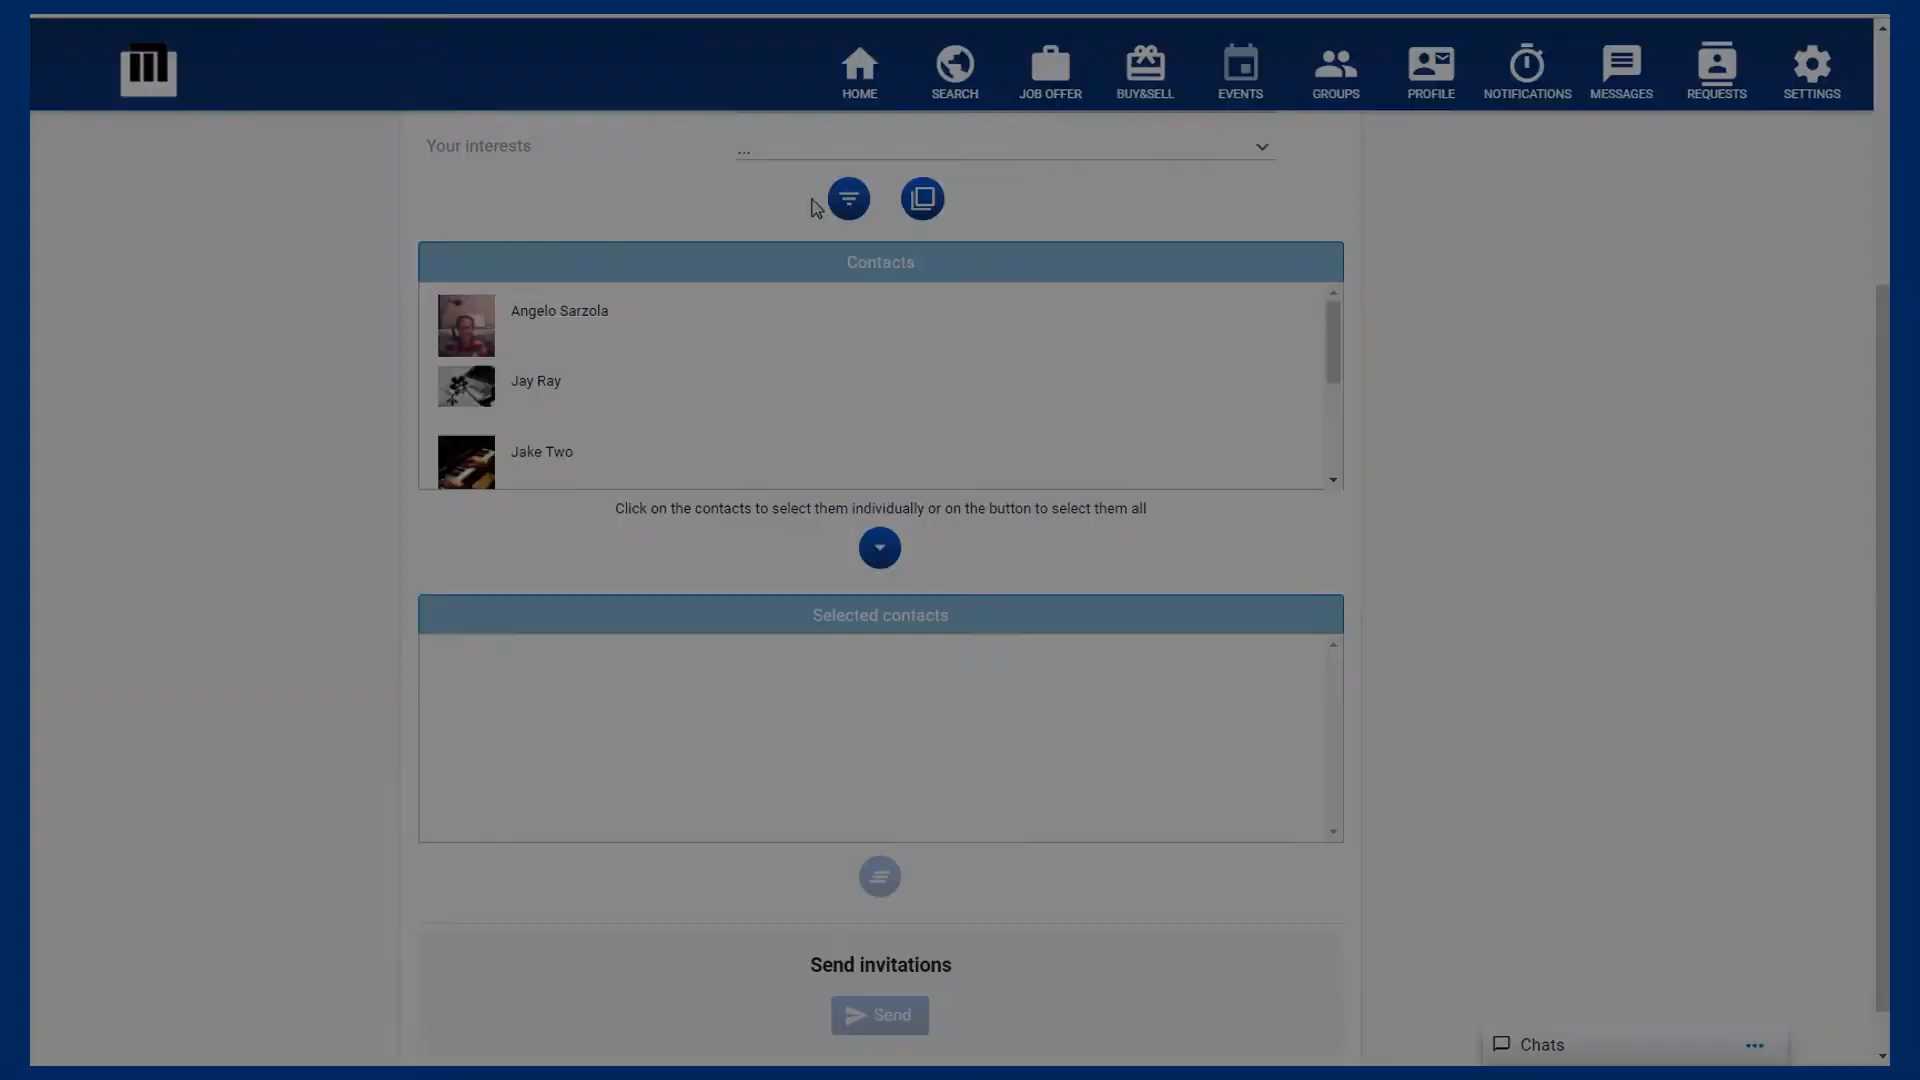 HOME SEARCH JOB OFFER BUY&SELL EVENTS GROUPS PROFILE NOTIFICATIONS MESSAGES REQUESTS SETTINGS
Your interests ...
Contacts
Angelo Sarzola
Jay Ray
Jake Two
Click on the contacts to select them individually or on the button to select them all
Selected contacts
Send invitations
Send
Chats ...